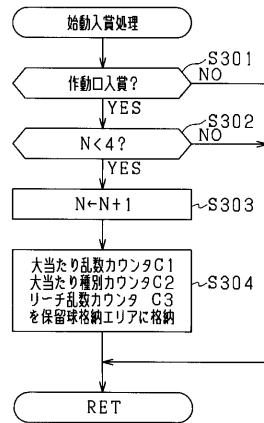 始動入賞処理
S301
作動口入賞?
NO
YES
S302
N<4?
NO
YES
N←N+1
S303
大当たり乱数カウンタC1
大当たり種別カウンタC2
リーチ乱数カウンタ C3
を保留球格納エリアに格納
S304
RET